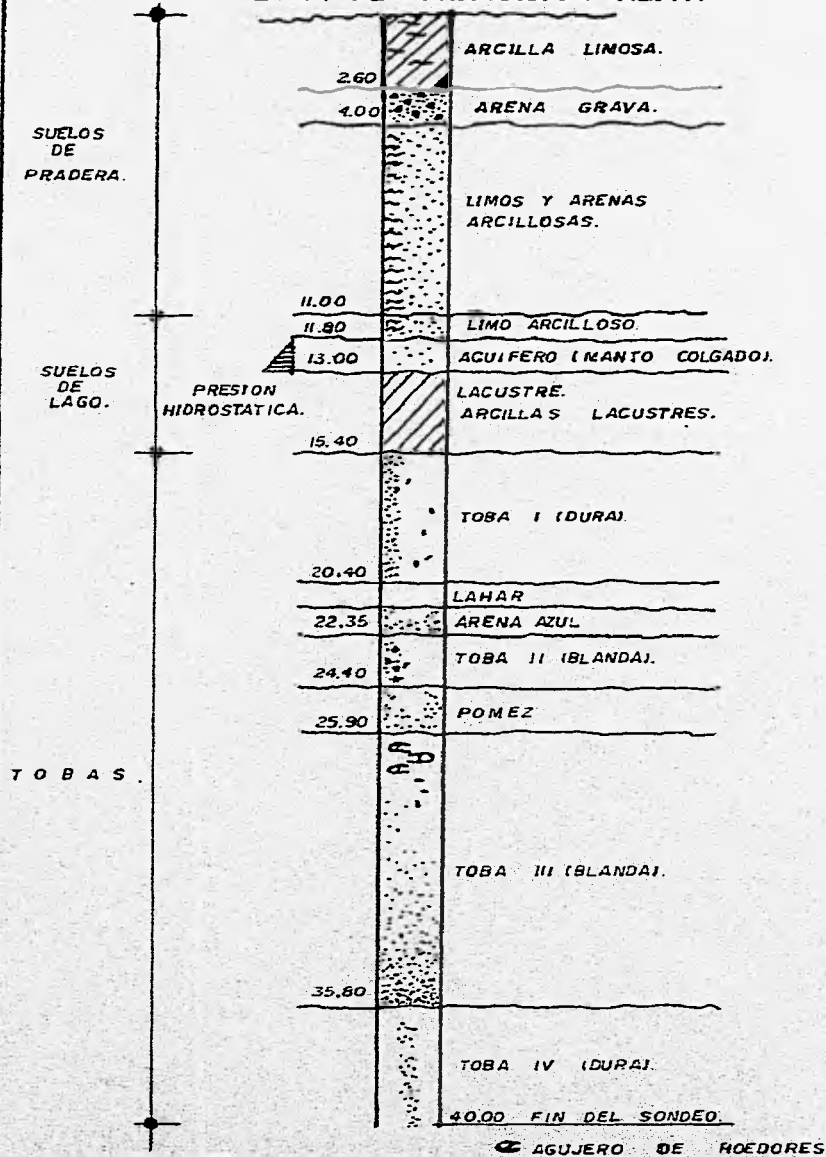 ARCILLA LIMOSA.
2.60
4.00
ARENA GRAVA.
SUELOS
DE
PRADERA.
LIMOS Y ARENAS
ARCILLOSAS.
11.00
11.80
LIMO ARCILLOSO.
13.00
ACUIFERO (MANTO COLGADO).
SUELOS
DE
LAGO.
PRESION
HIDROSTATICA.
LACUSTRE.
ARCILLAS LACUSTRES.
15.40
TOBA I (DURA).
20.40
LAHAR
22.35
ARENA AZUL
TOBA II (BLANDA).
24.40
25.90
POMEZ
TOBAS.
TOBA III (BLANDA).
35.80
TOBA IV (DURA).
40.00 FIN DEL SONDEO.
AGUJERO DE ROEDORES